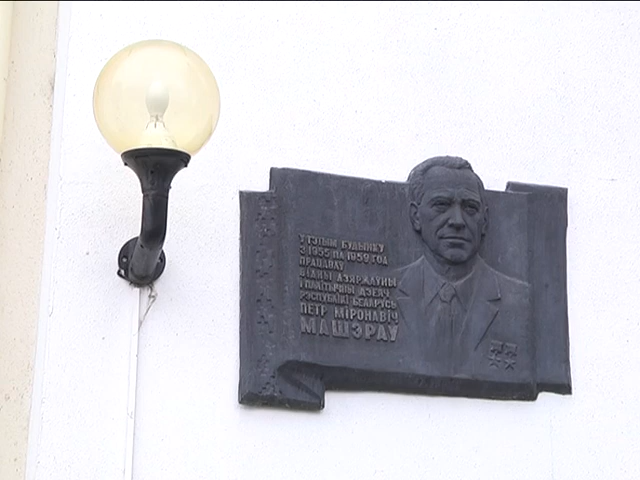 У ГЭТЫМ БУДЫНКУ
З 1955 ПА 1959 ГОД
ПРАЦАВАЎ
ВІДНЫ ДЗЯРЖАЎНЫ
І ПАЛІТЫЧНЫ ДЗЕЯЧ
РЭСПУБЛІКІ БЕЛАРУСЬ
ПЕТР МІРОНАВІЧ
МАШЭРАЎ